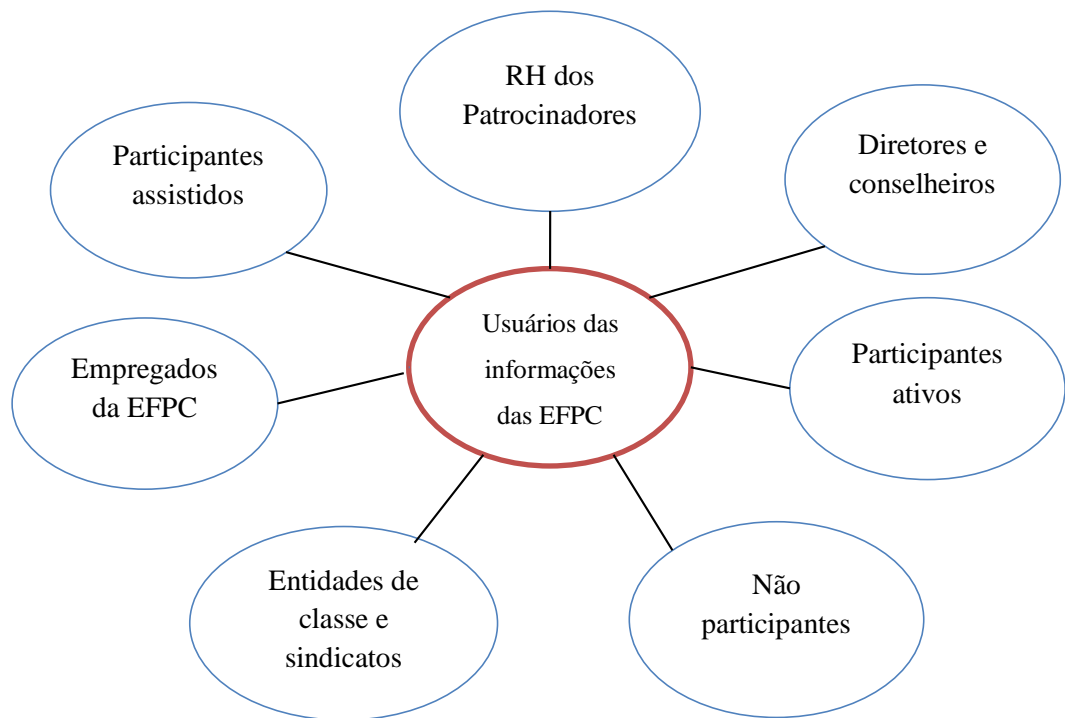 RH dos
Patrocinadores
Participantes
assistidos
Diretores e
conselheiros
Usuários das
informações
das EFPC
Empregados
da EFPC
Participantes
ativos
Entidades de
classe e
sindicatos
Não
participantes